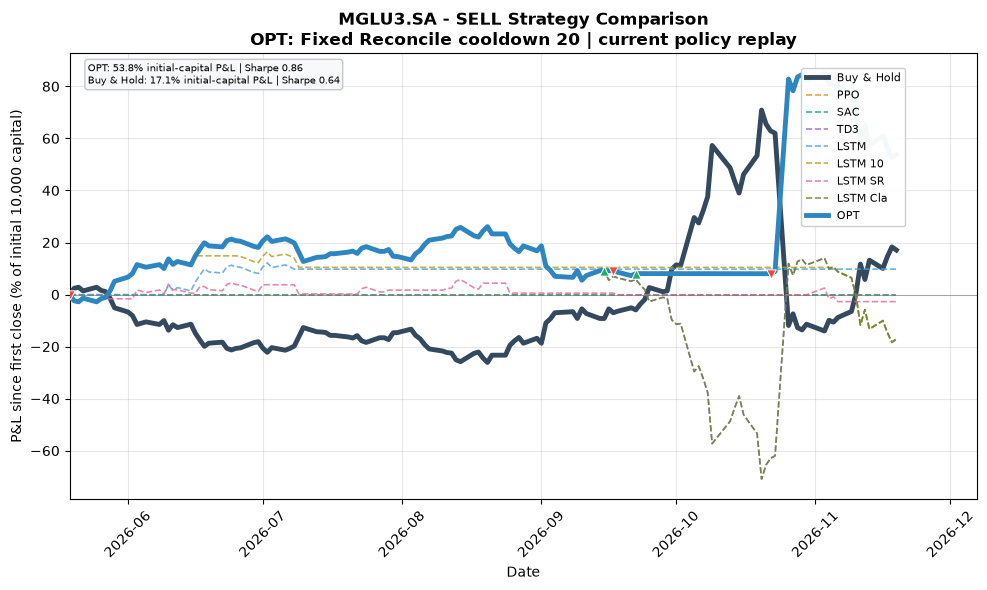 MGLU3.SA - SELL Strategy Comparison
OPT: Fixed Reconcile cooldown 20 | current policy replay
OPT: 53.8% initial-capital P&L | Sharpe 0.86
Buy & Hold: 17.1% initial-capital P&L | Sharpe 0.64
Buy & Hold
PPO
SAC
TD3
LSTM
LSTM 10
LSTM SR
LSTM Cla
OPT
P&L since first close (% of initial 10,000 capital)
80
60
40
20
0
−20
−40
−60
2026-06
2026-07
2026-08
2026-09
2026-10
2026-11
2026-12
Date